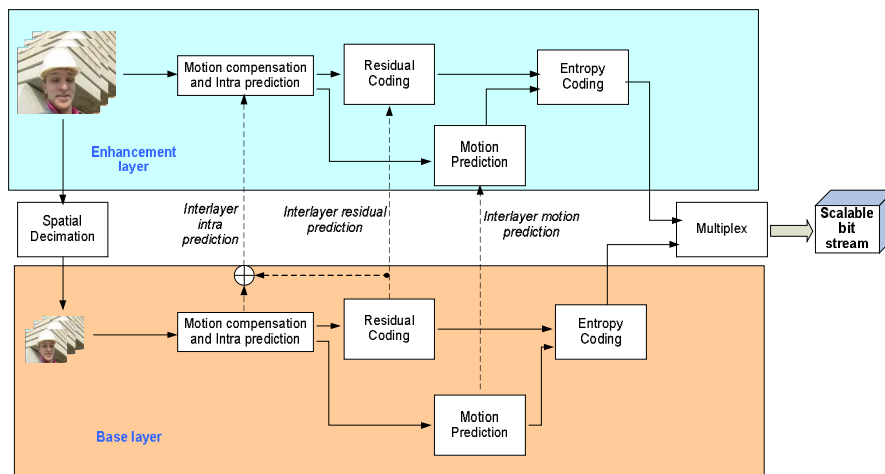 Motion compensation
and Intra prediction
Residual
Coding
Entropy
Coding
Motion
Prediction
Enhancement
layer
Spatial
Decimation
Interlayer
intra
prediction
Interlayer residual
prediction
Interlayer motion
prediction
Multiplex
Scalable
bit
stream
Motion compensation
and Intra prediction
Residual
Coding
Entropy
Coding
Motion
Prediction
Base layer